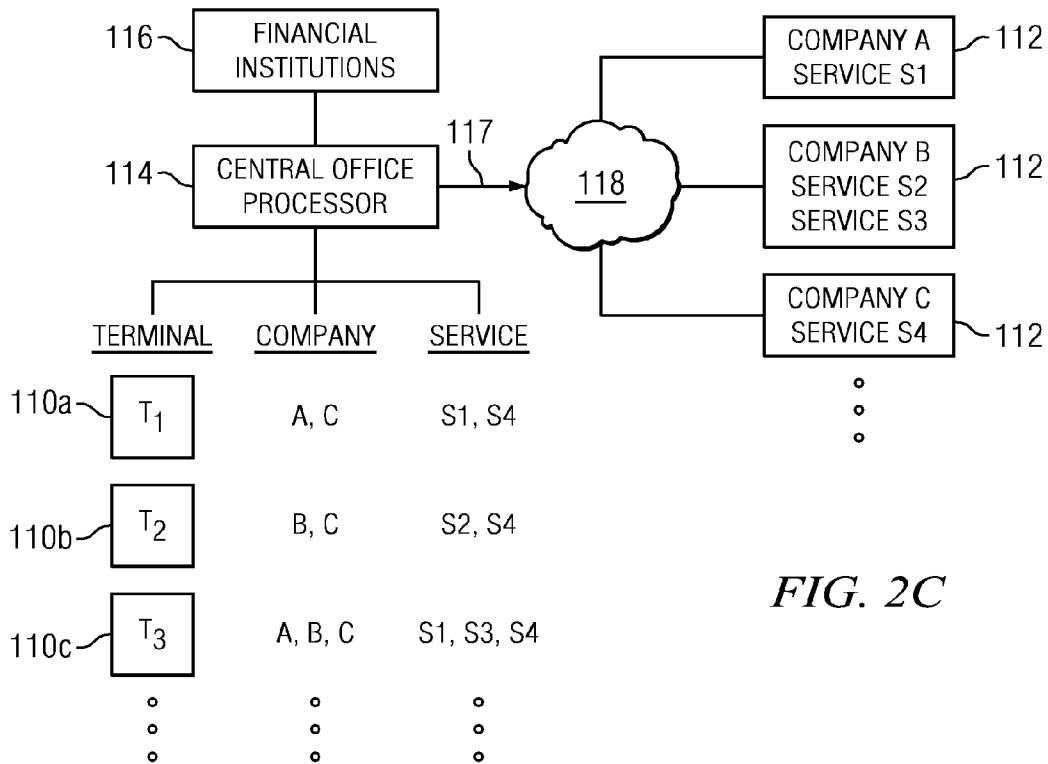 116
FINANCIAL
INSTITUTIONS
114
CENTRAL OFFICE
PROCESSOR
117
118
COMPANY A
SERVICE S1
112
COMPANY B
SERVICE S2
SERVICE S3
112
COMPANY C
SERVICE S4
112
TERMINAL COMPANY SERVICE
110a T1 A, C S1, S4
110b T2 B, C S2, S4
110c T3 A, B, C S1, S3, S4
FIG. 2C